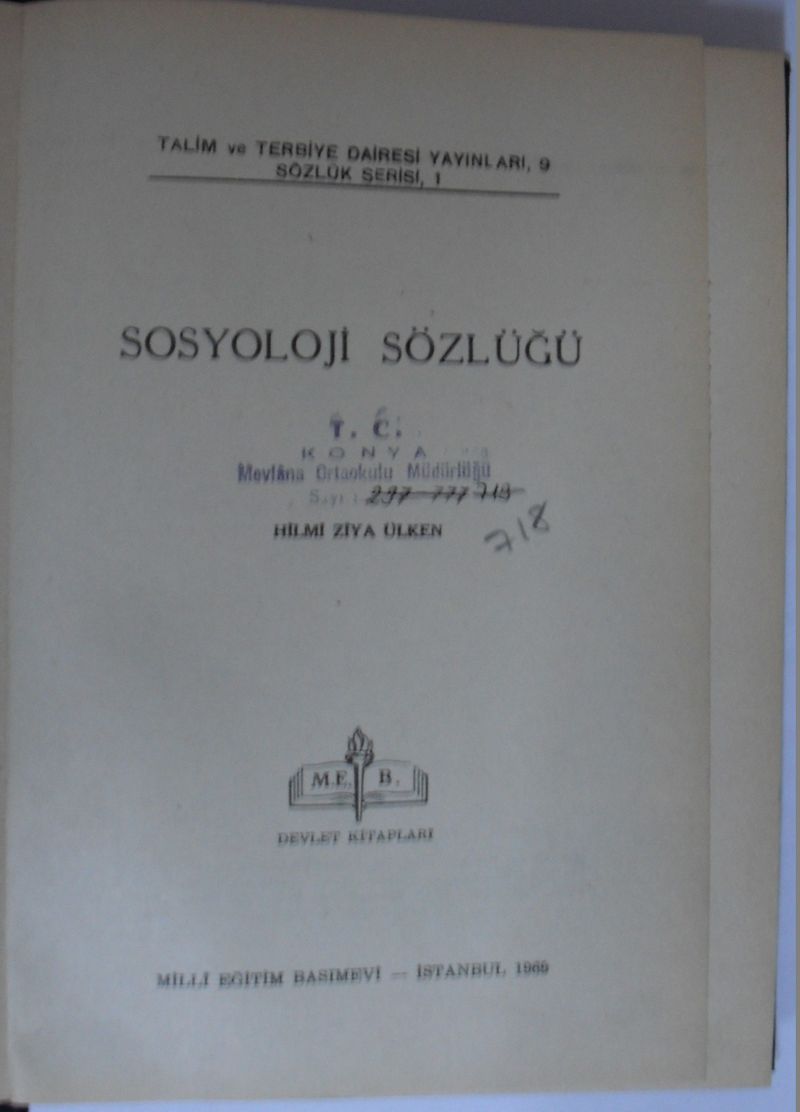 TALİM ve TERBİYE DAİRESİ YAYINLARI, 9
SÖZLÜK SERİSİ, 1
SOSYOLOJİ SÖZLÜĞÜ
T. C.
KONYA
Mevlâna Ortaokulu Müdürlüğü
Sayı :
HİLMİ ZİYA ÜLKEN
718
M.E. B.
DEVLET KİTAPLARI
MİLLİ EĞİTİM BASIMEVİ — İSTANBUL 1969